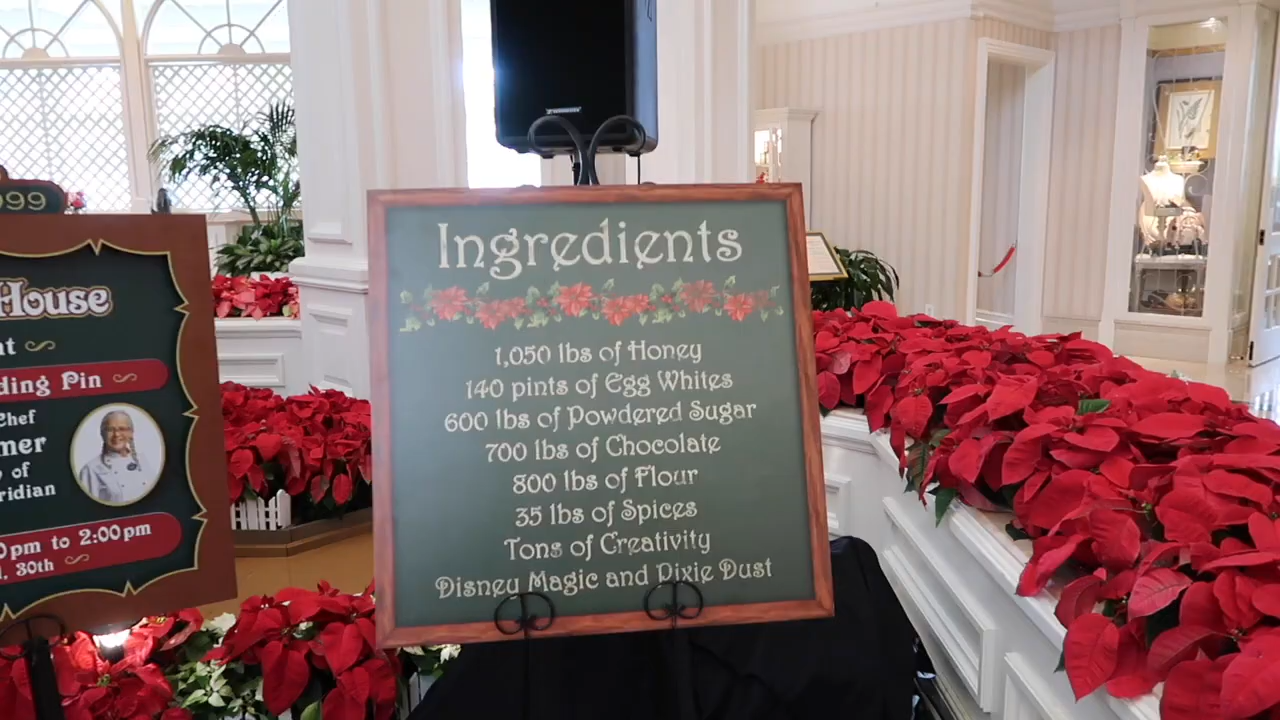 999
House
nt
ding Pin
Chef
mer
y of
ridian
0pm to 2:00pm
30th
Ingredients
1,050 lbs of Honey
140 pints of Egg Whites
600 lbs of Powdered Sugar
700 lbs of Chocolate
800 lbs of Flour
35 lbs of Spices
Tons of Creativity
Disney Magic and Pixie Dust